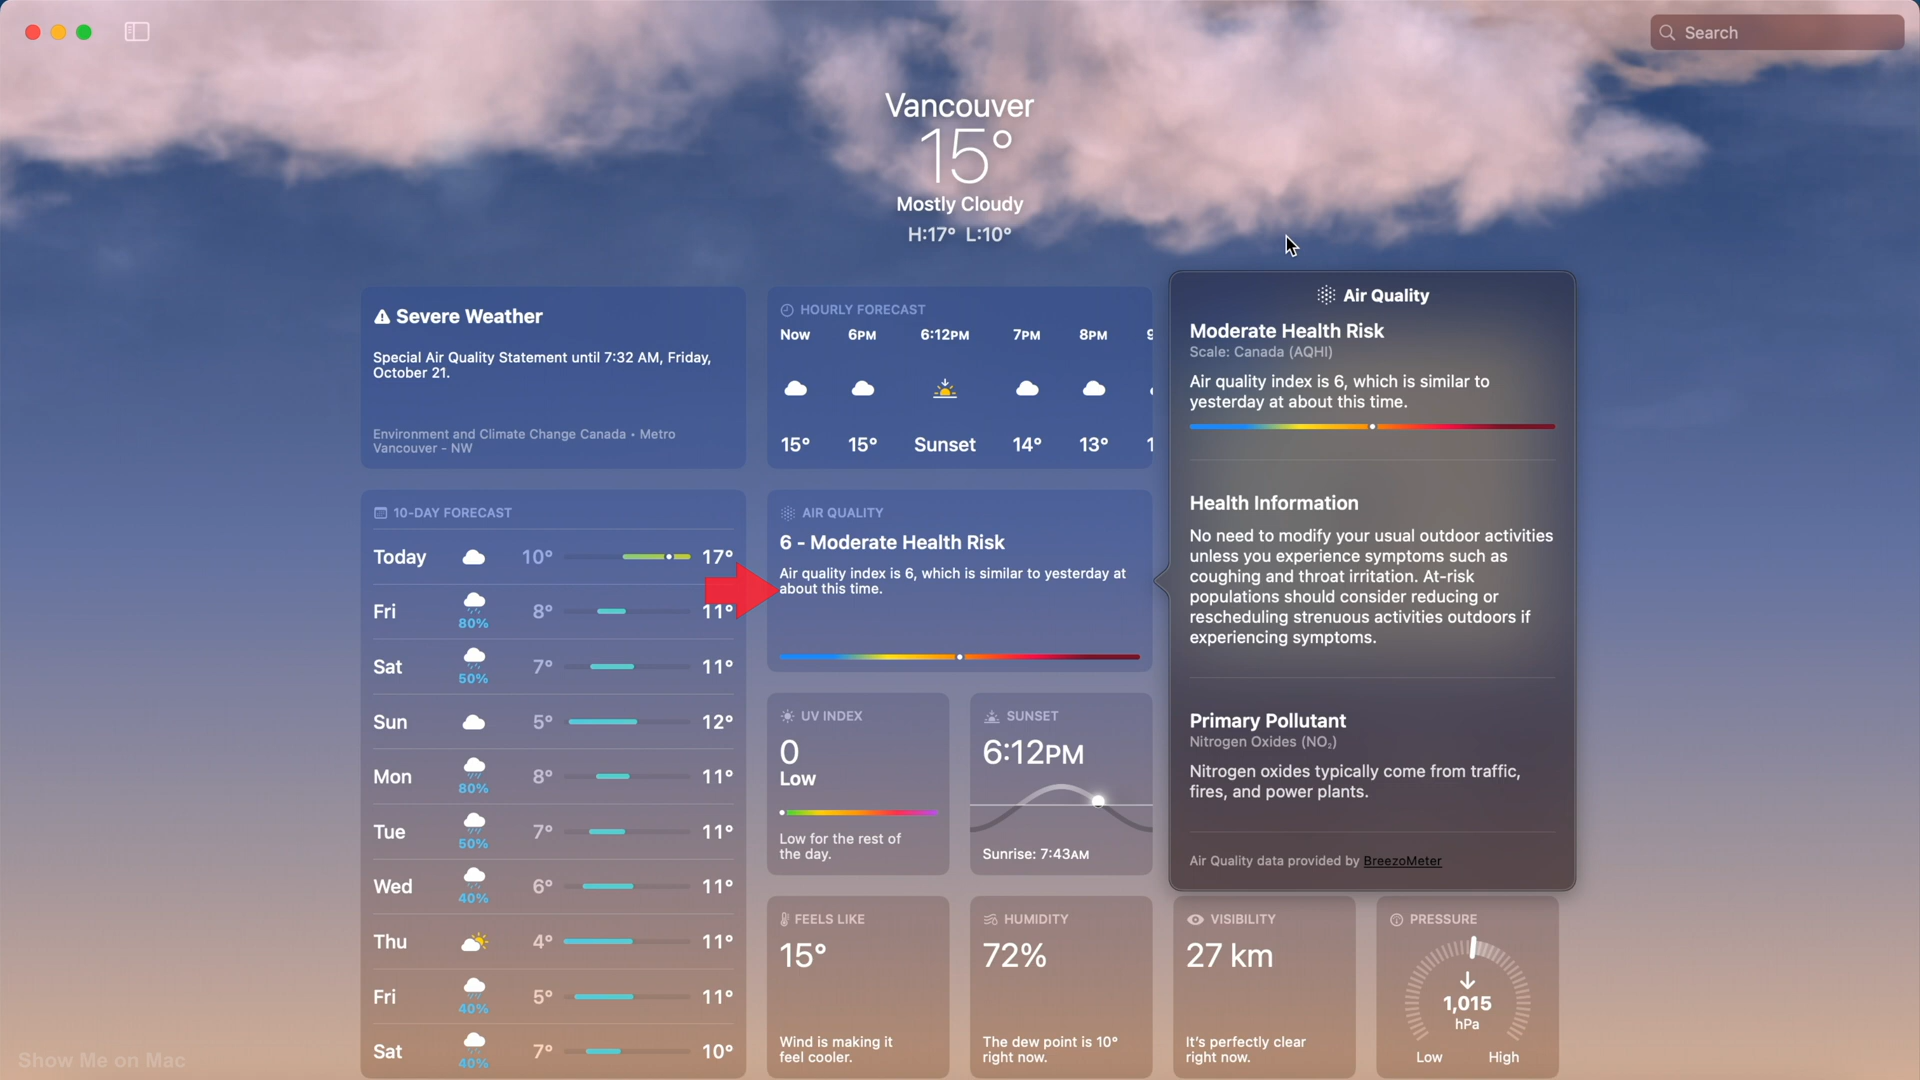 Search
Vancouver
15°
Mostly Cloudy
H:17° L:10°
Severe Weather
Special Air Quality Statement until 7:32 AM, Friday,
October 21.
Environment and Climate Change Canada • Metro
Vancouver - NW
HOURLY FORECAST
Now 6PM 6:12PM 7PM 8PM
15° 15° Sunset 14° 13°
10-DAY FORECAST
Today 10° 17°
Fri 80% 8° 11°
Sat 50% 7° 11°
Sun 5° 12°
Mon 80% 8° 11°
Tue 50% 7° 11°
Wed 40% 6° 11°
Thu 4° 11°
Fri 40% 5° 11°
Sat 40% 7° 10°
AIR QUALITY
6 - Moderate Health Risk
Air quality index is 6, which is similar to yesterday at
about this time.
UV INDEX
0
Low
Low for the rest of
the day.
SUNSET
6:12PM
Sunrise: 7:43AM
FEELS LIKE
15°
Wind is making it
feel cooler.
HUMIDITY
72%
The dew point is 10°
right now.
VISIBILITY
27 km
It's perfectly clear
right now.
PRESSURE
1,015
hPa
Low High
Air Quality
Moderate Health Risk
Scale: Canada (AQHI)
Air quality index is 6, which is similar to
yesterday at about this time.
Health Information
No need to modify your usual outdoor activities
unless you experience symptoms such as
coughing and throat irritation. At-risk
populations should consider reducing or
rescheduling strenuous activities outdoors if
experiencing symptoms.
Primary Pollutant
Nitrogen Oxides (NO₂)
Nitrogen oxides typically come from traffic,
fires, and power plants.
Air Quality data provided by BreezoMeter
Show Me on Mac